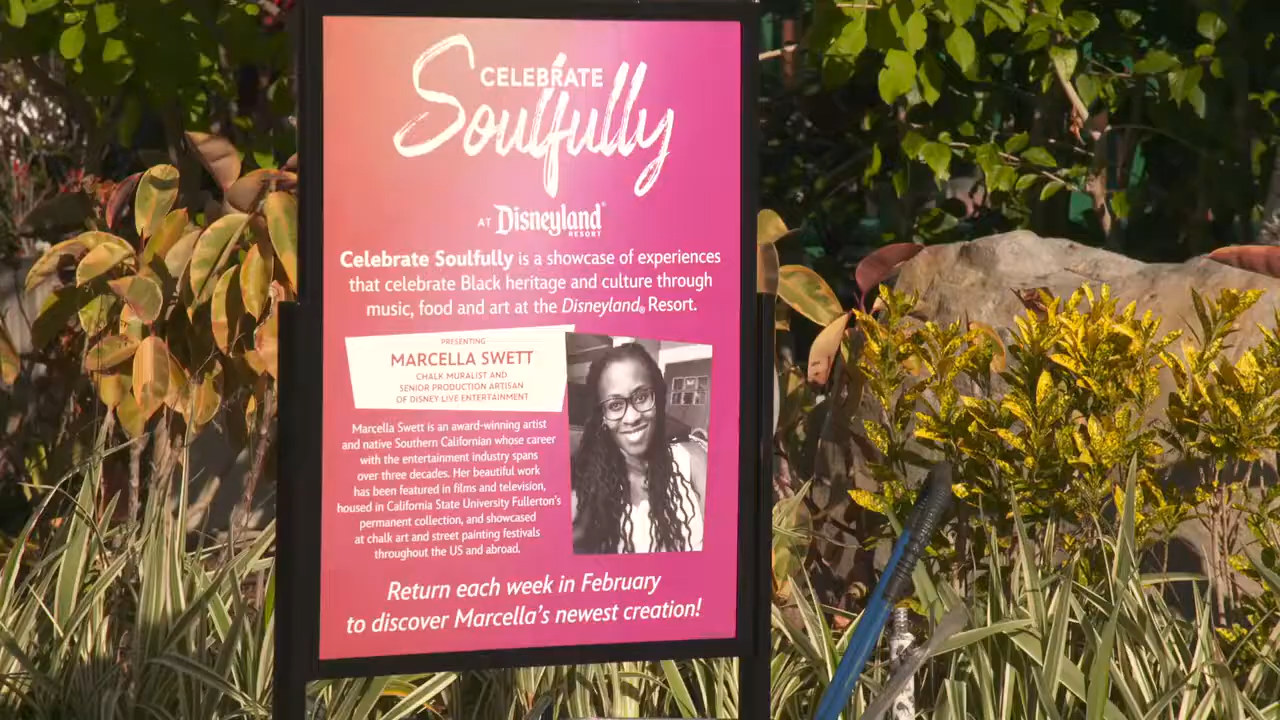 CELEBRATE
Soulfully
AT Disneyland®
RESORT
Celebrate Soulfully is a showcase of experiences
that celebrate Black heritage and culture through
music, food and art at the Disneyland® Resort.
PRESENTING
MARCELLA SWETT
CHALK MURALIST AND
SENIOR PRODUCTION ARTISAN
OF DISNEY LIVE ENTERTAINMENT
Marcella Swett is an award-winning artist
and native Southern Californian whose career
with the entertainment industry spans
over three decades. Her beautiful work
has been featured in films and television,
housed in California State University Fullerton's
permanent collection, and showcased
at chalk art and street painting festivals
throughout the US and abroad.
Return each week in February
to discover Marcella's newest creation!